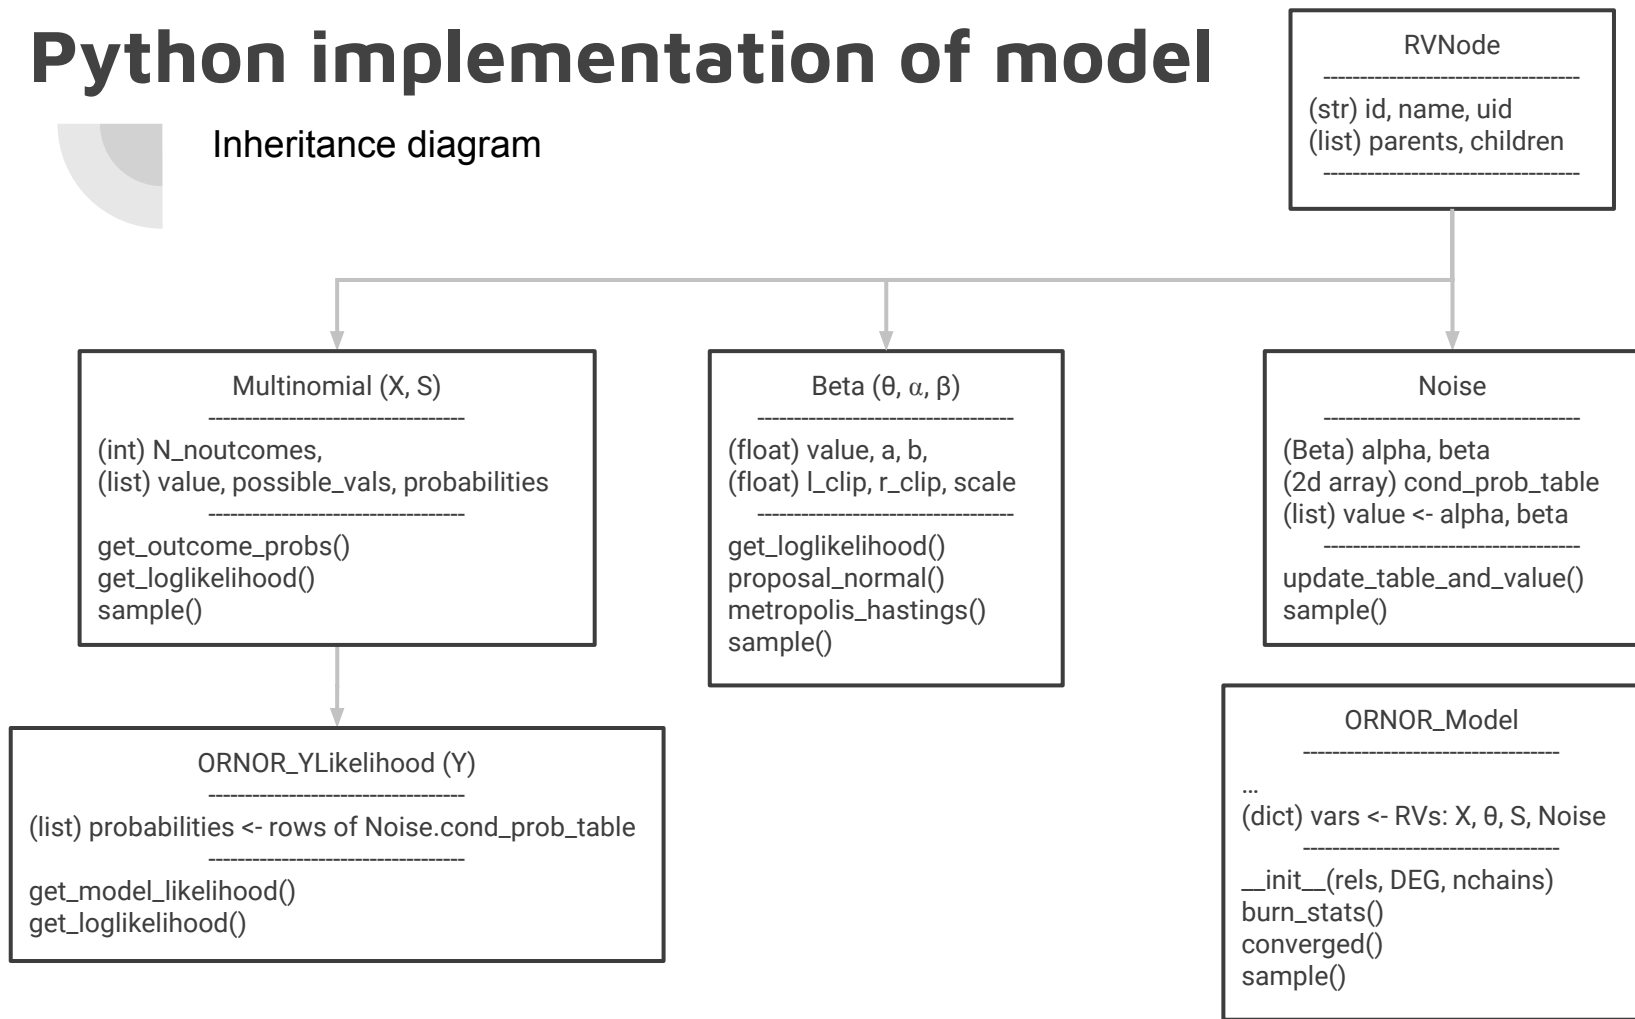 Python implementation of model
Inheritance diagram
RVNode
-----------------------------------
(str) id, name, uid
(list) parents, children
-----------------------------------
Multinomial (X, S)
-----------------------------------
(int) N_noutcomes,
(list) value, possible_vals, probabilities
-----------------------------------
get_outcome_probs()
get_loglikelihood()
sample()
Beta (θ, α, β)
-----------------------------------
(float) value, a, b,
(float) l_clip, r_clip, scale
-----------------------------------
get_loglikelihood()
proposal_normal()
metropolis_hastings()
sample()
Noise
-----------------------------------
(Beta) alpha, beta
(2d array) cond_prob_table
(list) value <- alpha, beta
-----------------------------------
update_table_and_value()
sample()
ORNOR_YLikelihood (Y)
-----------------------------------
(list) probabilities <- rows of Noise.cond_prob_table
-----------------------------------
get_model_likelihood()
get_loglikelihood()
ORNOR_Model
-----------------------------------
...
(dict) vars <- RVs: X, θ, S, Noise
-----------------------------------
__init__(rels, DEG, nchains)
burn_stats()
converged()
sample()